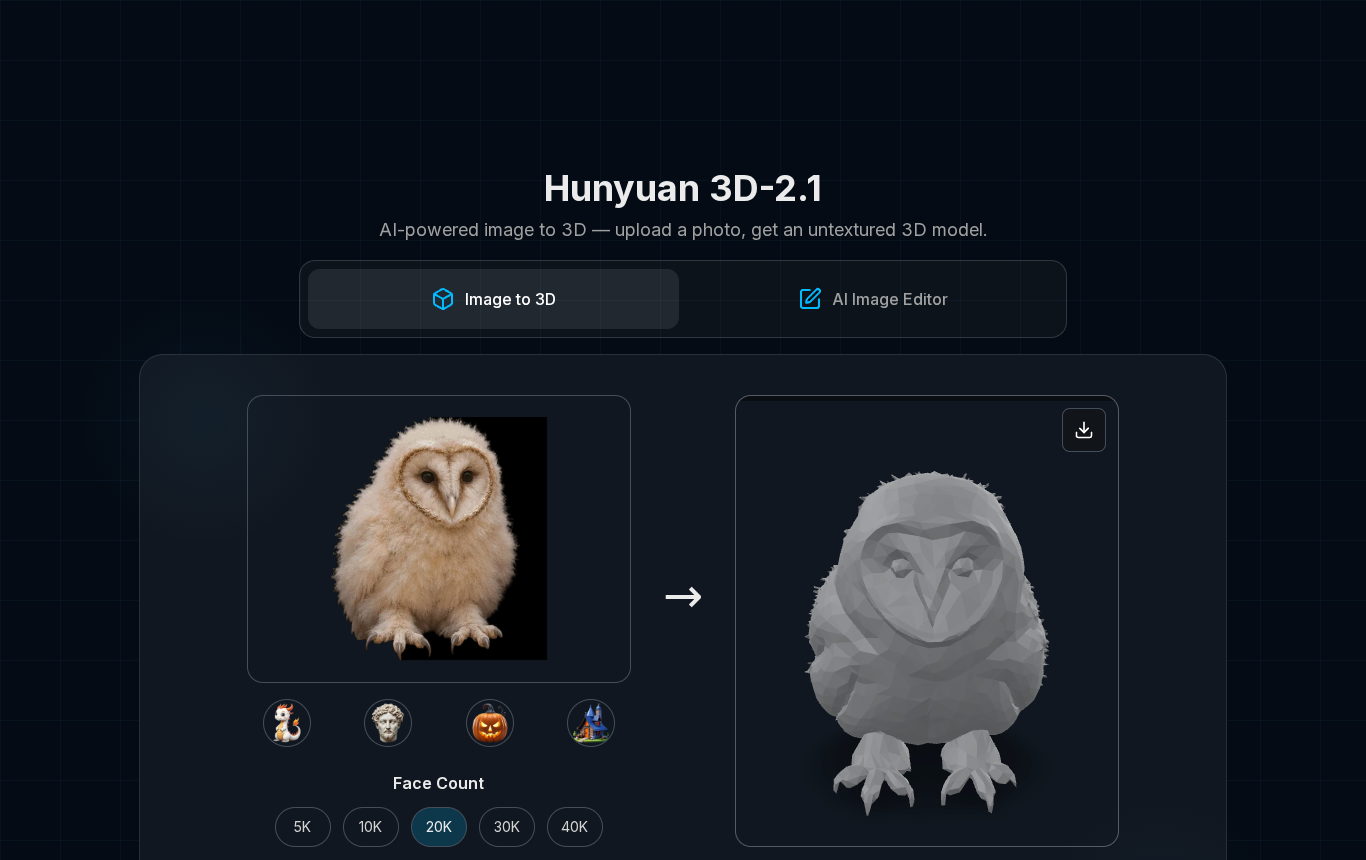 Hunyuan 3D-2.1
AI-powered image to 3D — upload a photo, get an untextured 3D model.
Image to 3D
AI Image Editor
Face Count
5K
10K
20K
30K
40K